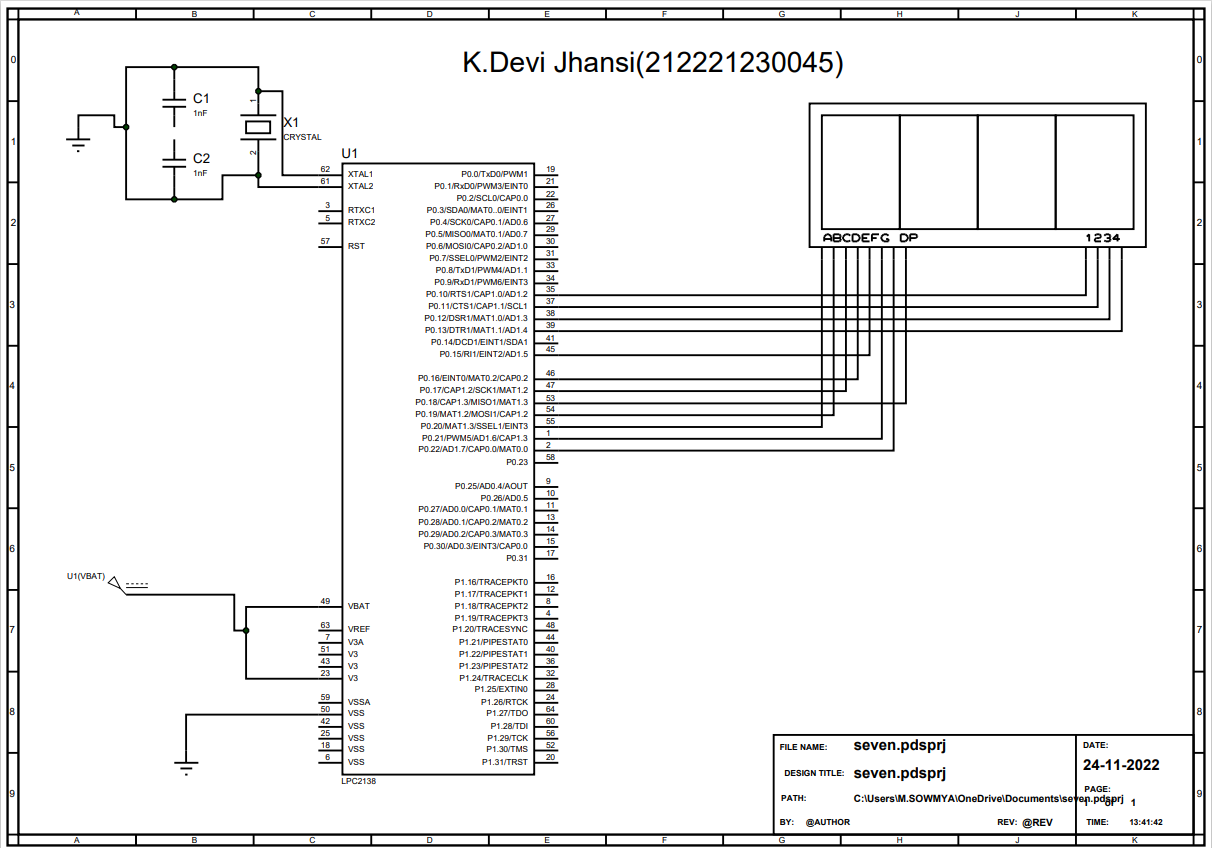 A B C D E F G H J K
0 0
K.Devi Jhansi(212221230045)
C1
1nF
1
X1
CRYSTAL
2
C2
1nF
1 1
U1
62 XTAL1 P0.0/TxD0/PWM1 19
61 XTAL2 P0.1/RxD0/PWM3/EINT0 21
P0.2/SCL0/CAP0.0 22
3 RTXC1 P0.3/SDA0/MAT0..0/EINT1 26
5 RTXC2 P0.4/SCK0/CAP0.1/AD0.6 27
2 2
P0.5/MISO0/MAT0.1/AD0.7 29
ABCDEFG DP 1234
57 RST P0.6/MOSI0/CAP0.2/AD1.0 30
P0.7/SSEL0/PWM2/EINT2 31
P0.8/TxD1/PWM4/AD1.1 33
P0.9/RxD1/PWM6/EINT3 34
P0.10/RTS1/CAP1.0/AD1.2 35
3 3
P0.11/CTS1/CAP1.1/SCL1 37
P0.12/DSR1/MAT1.0/AD1.3 38
P0.13/DTR1/MAT1.1/AD1.4 39
P0.14/DCD1/EINT1/SDA1 41
P0.15/RI1/EINT2/AD1.5 45
P0.16/EINT0/MAT0.2/CAP0.2 46
4 4
P0.17/CAP1.2/SCK1/MAT1.2 47
P0.18/CAP1.3/MISO1/MAT1.3 53
P0.19/MAT1.2/MOSI1/CAP1.2 54
P0.20/MAT1.3/SSEL1/EINT3 55
P0.21/PWM5/AD1.6/CAP1.3 1
P0.22/AD1.7/CAP0.0/MAT0.0 2
P0.23 58
5 5
P0.25/AD0.4/AOUT 9
P0.26/AD0.5 10
P0.27/AD0.0/CAP0.1/MAT0.1 11
P0.28/AD0.1/CAP0.2/MAT0.2 13
P0.29/AD0.2/CAP0.3/MAT0.3 14
P0.30/AD0.3/EINT3/CAP0.0 15
6 6
P0.31 17
U1(VBAT)
P1.16/TRACEPKT0 16
P1.17/TRACEPKT1 12
49 VBAT P1.18/TRACEPKT2 8
P1.19/TRACEPKT3 4
63 VREF P1.20/TRACESYNC 48
7 7
7 V3A P1.21/PIPESTAT0 44
51 V3 P1.22/PIPESTAT1 40
43 V3 P1.23/PIPESTAT2 36
23 V3 P1.24/TRACECLK 32
P1.25/EXTIN0 28
59 VSSA P1.26/RTCK 24
50 VSS P1.27/TDO 64
8 8
42 VSS P1.28/TDI 60
25 VSS P1.29/TCK 56
18 VSS P1.30/TMS 52
6 VSS P1.31/TRST 20
LPC2138
9 9
FILE NAME: seven.pdsprj
DESIGN TITLE: seven.pdsprj
PATH: C:\Users\M.SOWMYA\OneDrive\Documents\seven.pdsprj
BY: @AUTHOR REV: @REV
DATE:
24-11-2022
PAGE:
1 of 1
TIME: 13:41:42
A B C D E F G H J K